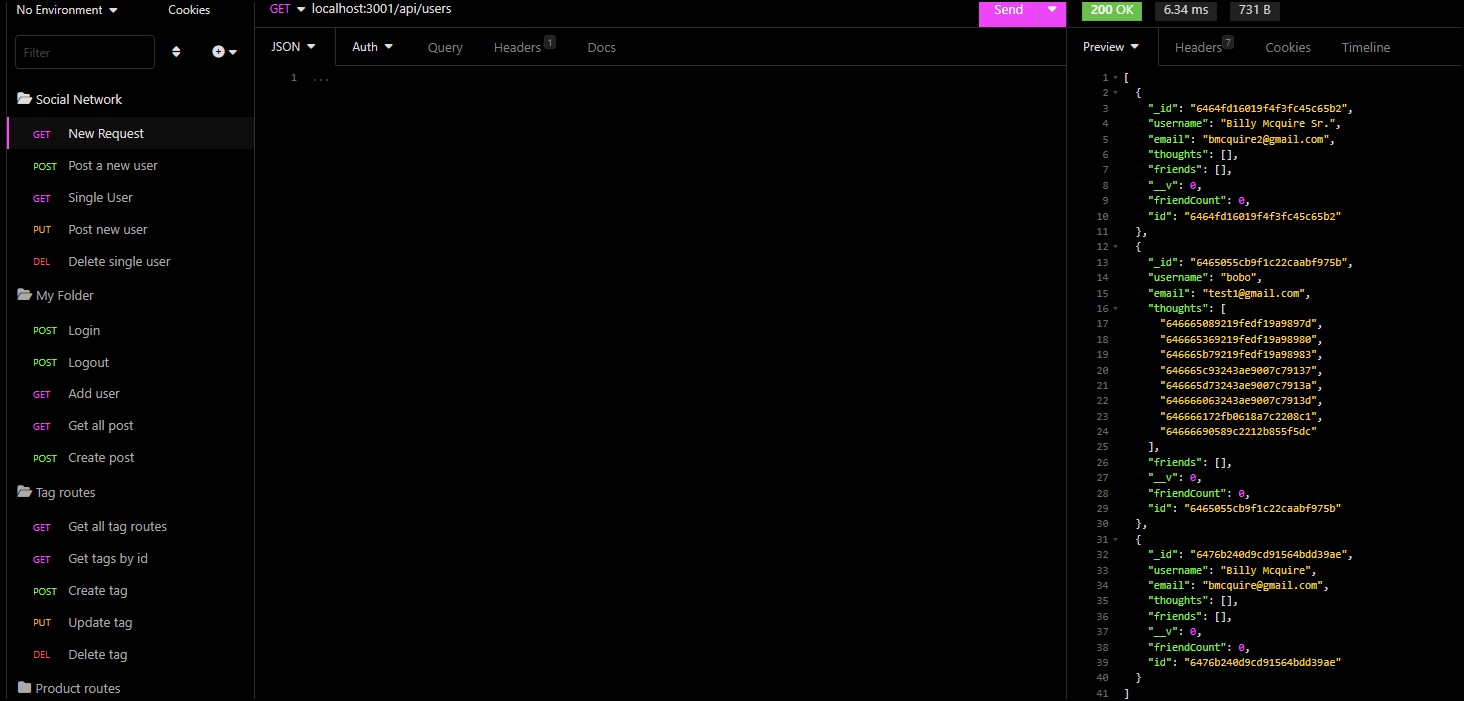 No Environment
Cookies
Filter
Social Network
GET New Request
POST Post a new user
GET Single User
PUT Post new user
DEL Delete single user
My Folder
POST Login
POST Logout
GET Add user
GET Get all post
POST Create post
Tag routes
GET Get all tag routes
GET Get tags by id
POST Create tag
PUT Update tag
DEL Delete tag
Product routes
GET localhost:3001/api/users
Send
JSON
Auth
Query
Headers 1
Docs
1 ...
200 OK
6.34 ms
731 B
Preview
Headers 7
Cookies
Timeline
1 [
2 {
3 "_id": "6464fd16019f4f3fc45c65b2",
4 "username": "Billy Mcquire Sr.",
5 "email": "bmcquire2@gmail.com",
6 "thoughts": [],
7 "friends": [],
8 "__v": 0,
9 "friendCount": 0,
10 "id": "6464fd16019f4f3fc45c65b2"
11 },
12 {
13 "_id": "6465055cb9f1c22caabf975b",
14 "username": "bobo",
15 "email": "test1@gmail.com",
16 "thoughts": [
17 "646665089219fedf19a9897d",
18 "646665369219fedf19a98980",
19 "646665b79219fedf19a98983",
20 "646665c93243ae9007c79137",
21 "646665d73243ae9007c7913a",
22 "646666063243ae9007c7913d",
23 "646666172fb0618a7c2208c1",
24 "64666690589c2212b855f5dc"
25 ],
26 "friends": [],
27 "__v": 0,
28 "friendCount": 0,
29 "id": "6465055cb9f1c22caabf975b"
30 },
31 {
32 "_id": "6476b240d9cd91564bdd39ae",
33 "username": "Billy Mcquire",
34 "email": "bmcquire@gmail.com",
35 "thoughts": [],
36 "friends": [],
37 "__v": 0,
38 "friendCount": 0,
39 "id": "6476b240d9cd91564bdd39ae"
40 }
41 ]